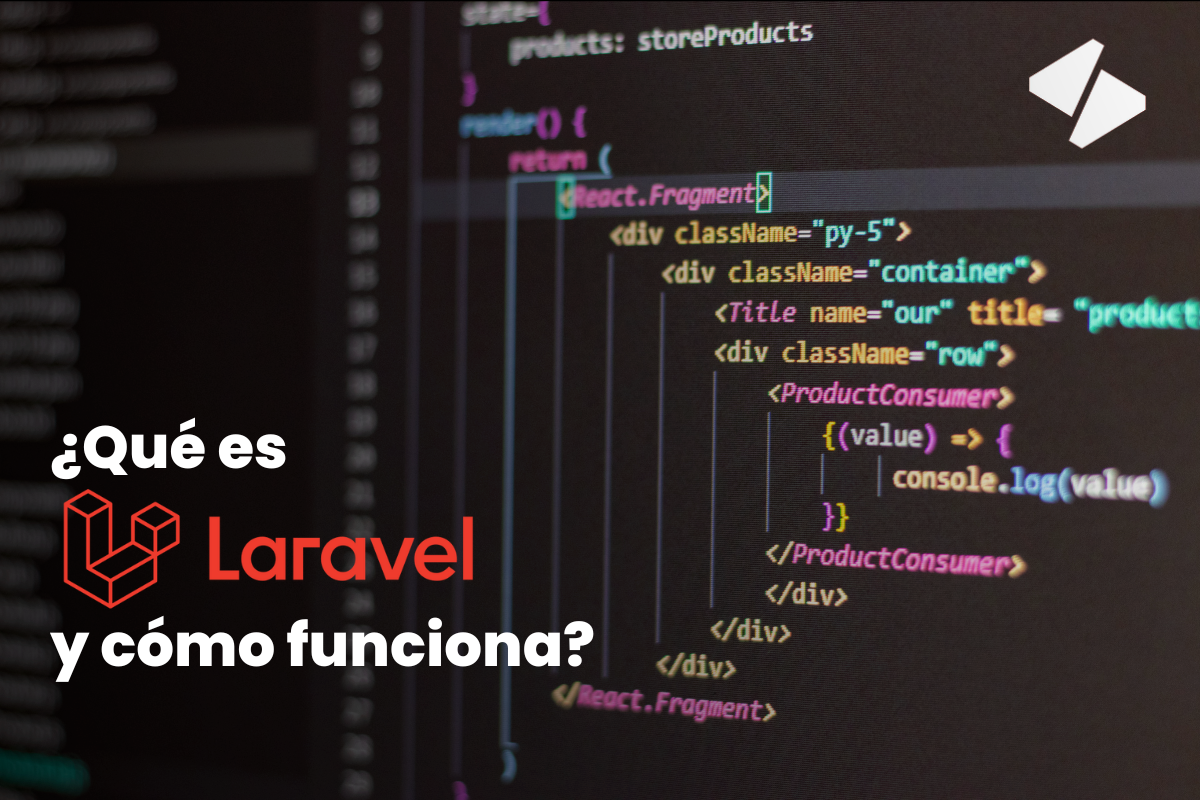 state={
products: storeProducts
}
render() {
return (
<React.Fragment>
<div className="py-5">
<div className="container">
<Title name="our" title= "product
<div className="row">
<ProductConsumer>
{(value) => {
console.log(value)
}}
</ProductConsumer>
</div>
</div>
</div>
</React.Fragment>
)
}
¿Qué es
Laravel
y cómo funciona?